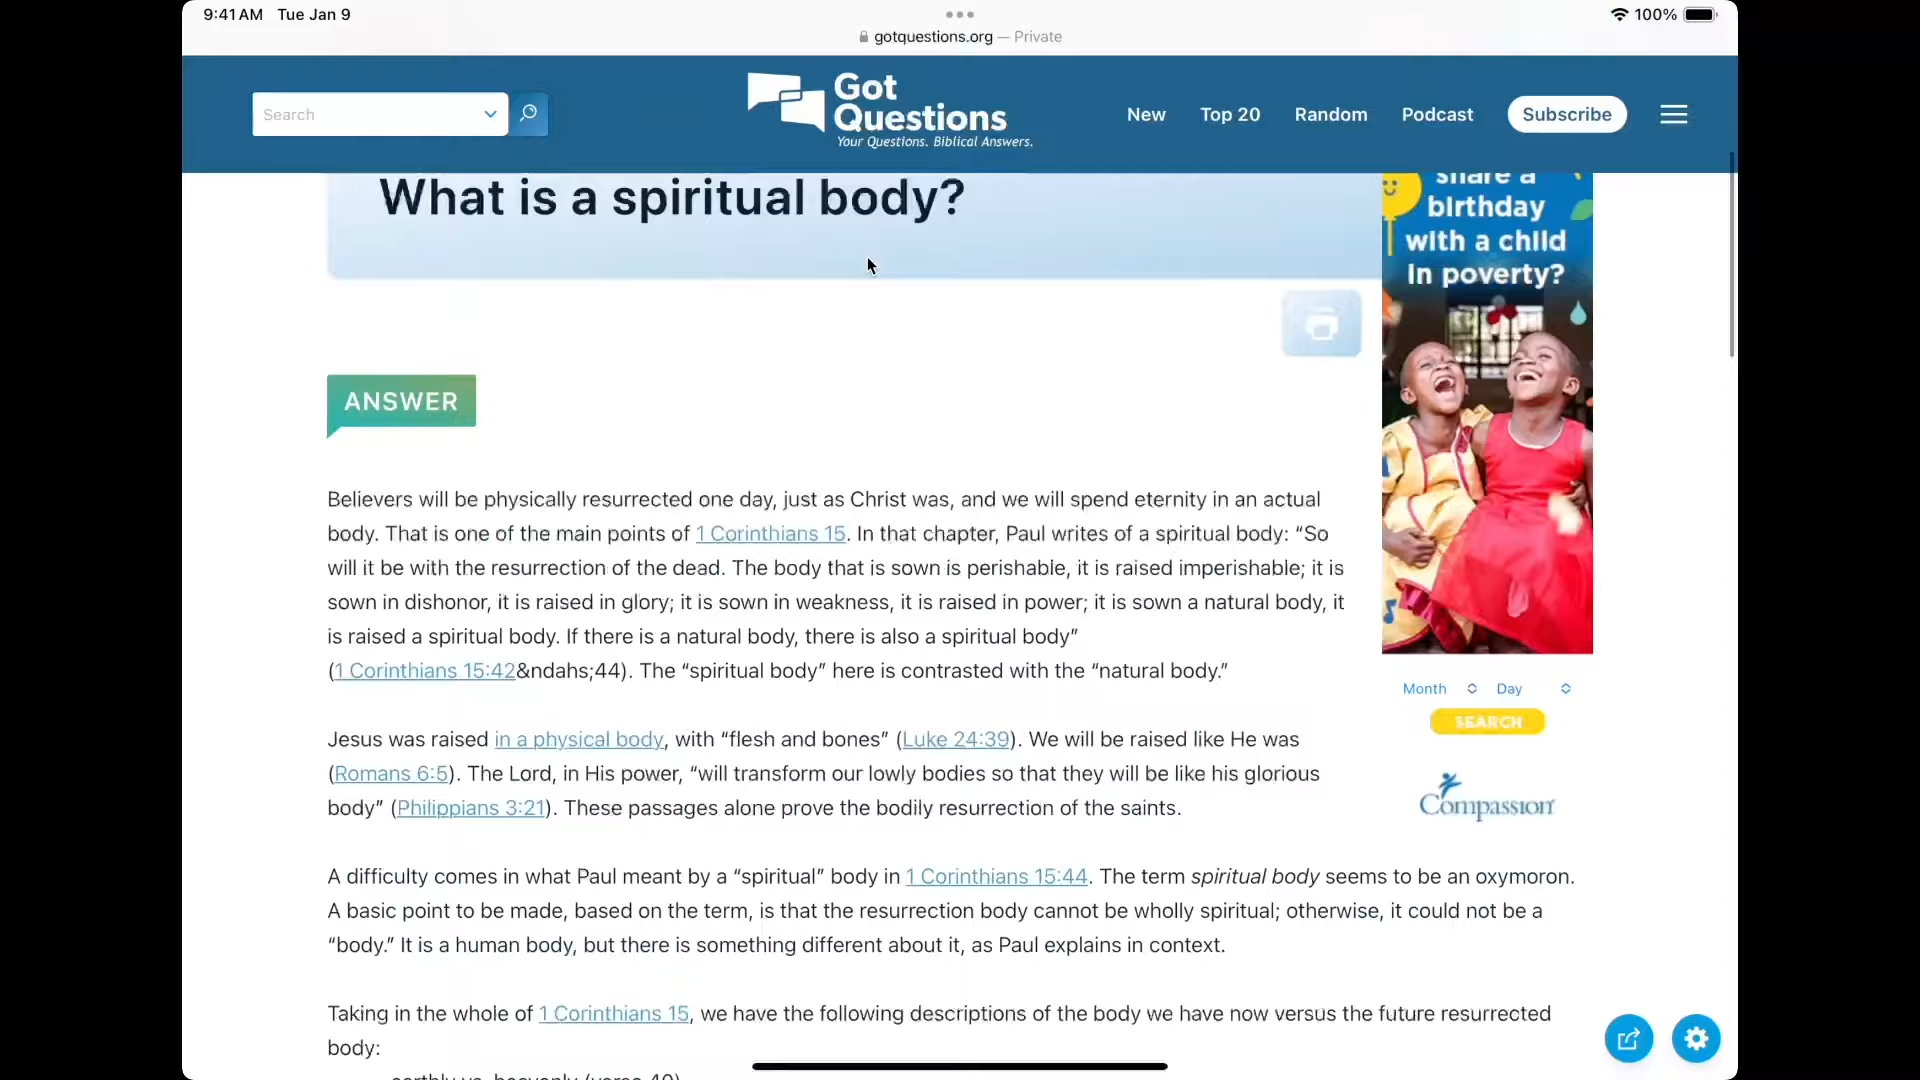 9:41 AM Tue Jan 9
100%
gotquestions.org — Private
Search
Got
Questions
Your Questions. Biblical Answers.
New Top 20 Random Podcast Subscribe
What is a spiritual body?
share a
birthday
with a child
in poverty?
ANSWER
Believers will be physically resurrected one day, just as Christ was, and we will spend eternity in an actual
body. That is one of the main points of 1 Corinthians 15. In that chapter, Paul writes of a spiritual body: “So
will it be with the resurrection of the dead. The body that is sown is perishable, it is raised imperishable; it is
sown in dishonor, it is raised in glory; it is sown in weakness, it is raised in power; it is sown a natural body, it
is raised a spiritual body. If there is a natural body, there is also a spiritual body”
(1 Corinthians 15:42&ndahs;44). The “spiritual body” here is contrasted with the “natural body.”
Month Day
SEARCH
Compassion
Jesus was raised in a physical body, with “flesh and bones” (Luke 24:39). We will be raised like He was
(Romans 6:5). The Lord, in His power, “will transform our lowly bodies so that they will be like his glorious
body” (Philippians 3:21). These passages alone prove the bodily resurrection of the saints.
A difficulty comes in what Paul meant by a “spiritual” body in 1 Corinthians 15:44. The term spiritual body seems to be an oxymoron.
A basic point to be made, based on the term, is that the resurrection body cannot be wholly spiritual; otherwise, it could not be a
“body.” It is a human body, but there is something different about it, as Paul explains in context.
Taking in the whole of 1 Corinthians 15, we have the following descriptions of the body we have now versus the future resurrected
body:
earthly vs. heavenly (verse 40)